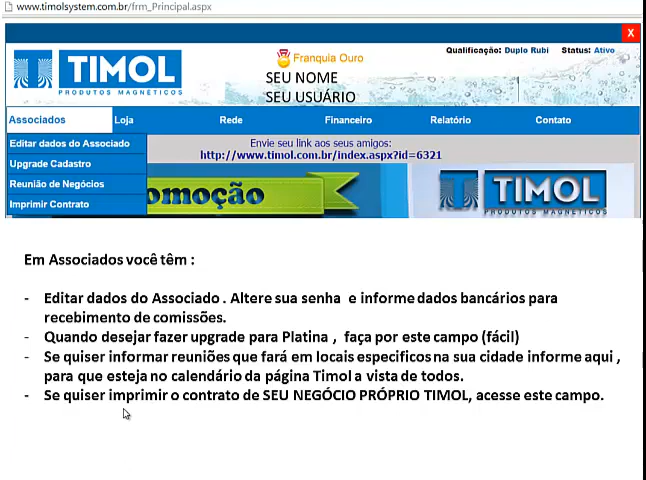 www.timolsystem.com.br/frm_Principal.aspx
X
Qualificação: Duplo Rubi Status: Ativo
Franquia Ouro
TIMOL
PRODUTOS MAGNÉTICOS
SEU NOME
SEU USUÁRIO
Associados Loja Rede Financeiro Relatório Contato
Editar dados do Associado
Upgrade Cadastro
Reunião de Negócios
Imprimir Contrato
Envie seu link aos seus amigos:
http://www.timol.com.br/index.aspx?id=6321
omoção
TIMOL
PRODUTOS MAGNÉTICOS
Em Associados você têm :
- Editar dados do Associado . Altere sua senha e informe dados bancários para
recebimento de comissões.
- Quando desejar fazer upgrade para Platina , faça por este campo (fácil)
- Se quiser informar reuniões que fará em locais especificos na sua cidade informe aqui ,
para que esteja no calendário da página Timol a vista de todos.
- Se quiser imprimir o contrato de SEU NEGÓCIO PRÓPRIO TIMOL, acesse este campo.